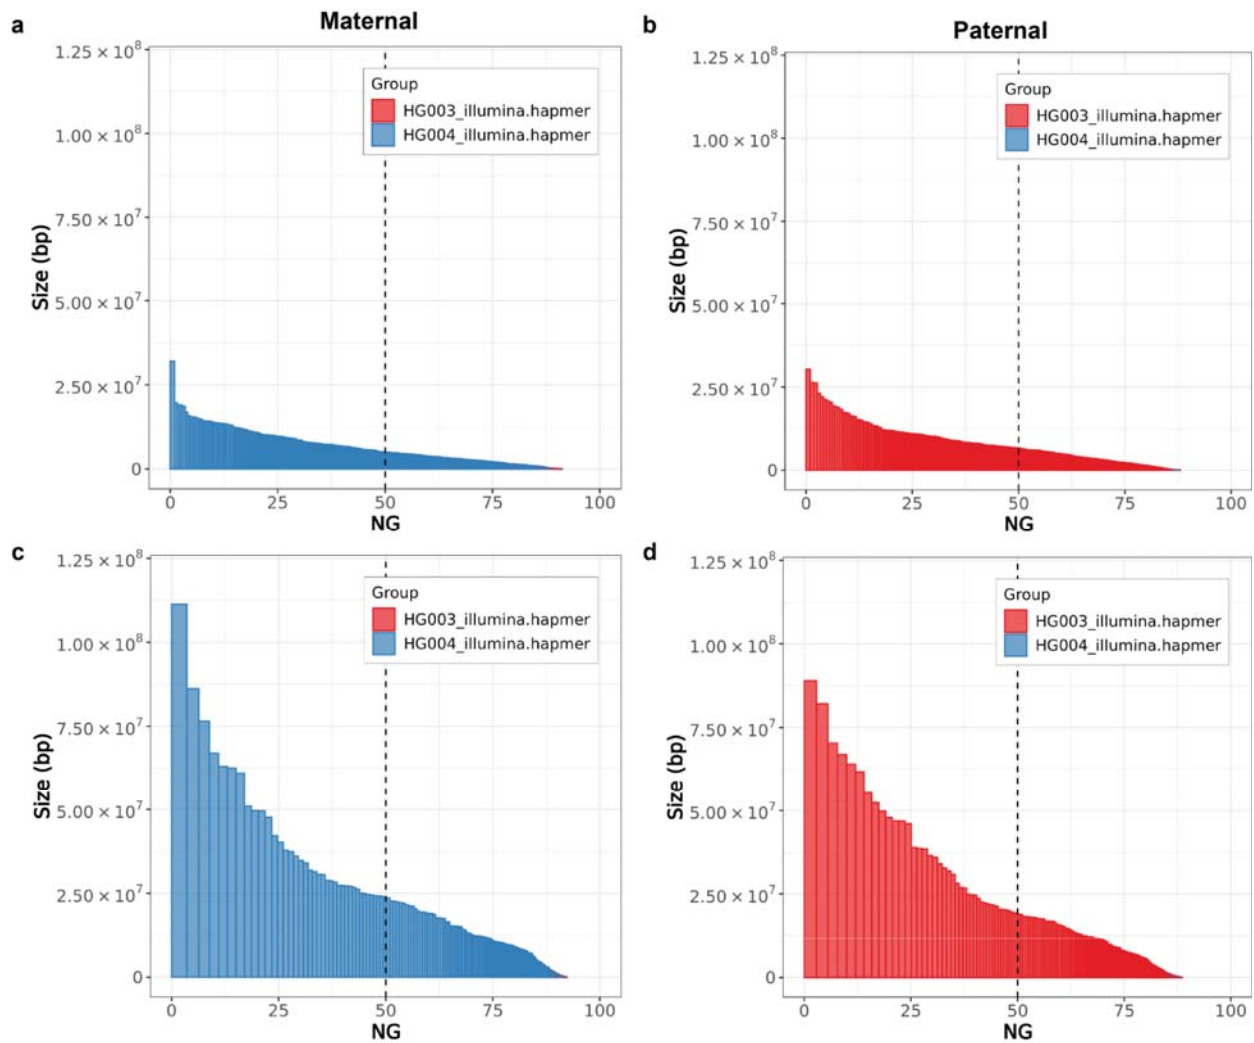 a
Maternal
1.25 × 10⁸
1.00 × 10⁸
7.50 × 10⁷
5.00 × 10⁷
2.50 × 10⁷
0
Size (bp)
Group
HG003_illumina.hapmer
HG004_illumina.hapmer
0 25 50 75 100
NG
b
Paternal
1.25 × 10⁸
1.00 × 10⁸
7.50 × 10⁷
5.00 × 10⁷
2.50 × 10⁷
0
Size (bp)
Group
HG003_illumina.hapmer
HG004_illumina.hapmer
0 25 50 75 100
NG
c
1.25 × 10⁸
1.00 × 10⁸
7.50 × 10⁷
5.00 × 10⁷
2.50 × 10⁷
0
Size (bp)
Group
HG003_illumina.hapmer
HG004_illumina.hapmer
0 25 50 75 100
NG
d
1.25 × 10⁸
1.00 × 10⁸
7.50 × 10⁷
5.00 × 10⁷
2.50 × 10⁷
0
Size (bp)
Group
HG003_illumina.hapmer
HG004_illumina.hapmer
0 25 50 75 100
NG